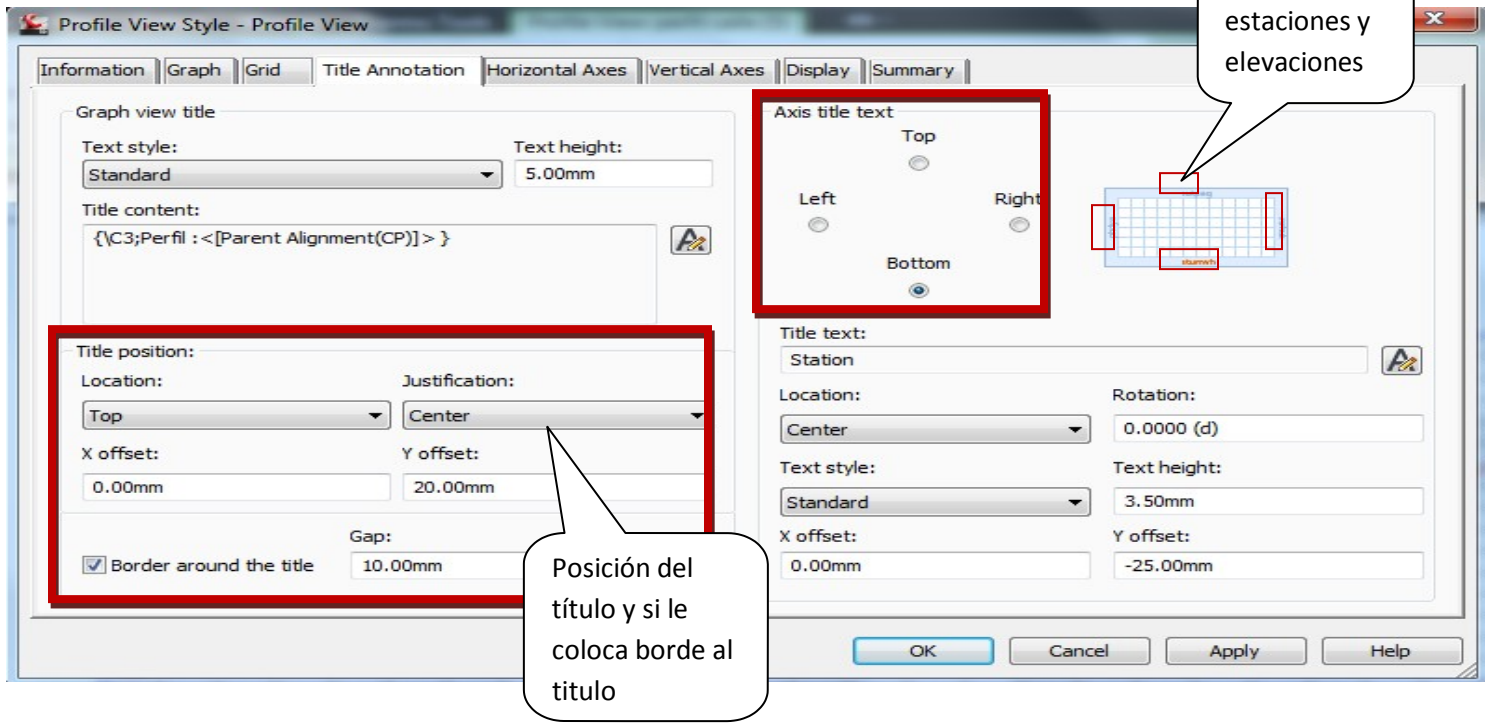 Profile View Style - Profile View
estaciones y
elevaciones
Information Graph Grid Title Annotation Horizontal Axes Vertical Axes Display Summary
Graph view title
Text style: Text height:
Standard 5.00mm
Title content:
{\C3;Perfil :<[Parent Alignment(CP)]> }
Title position:
Location: Justification:
Top Center
X offset: Y offset:
0.00mm 20.00mm
Gap:
Border around the title 10.00mm
Posición del
título y si le
coloca borde al
titulo
Axis title text
Top
Left Right
Bottom
Title text:
Station
Location: Rotation:
Center 0.0000 (d)
Text style: Text height:
Standard 3.50mm
X offset: Y offset:
0.00mm -25.00mm
OK Cancel Apply Help